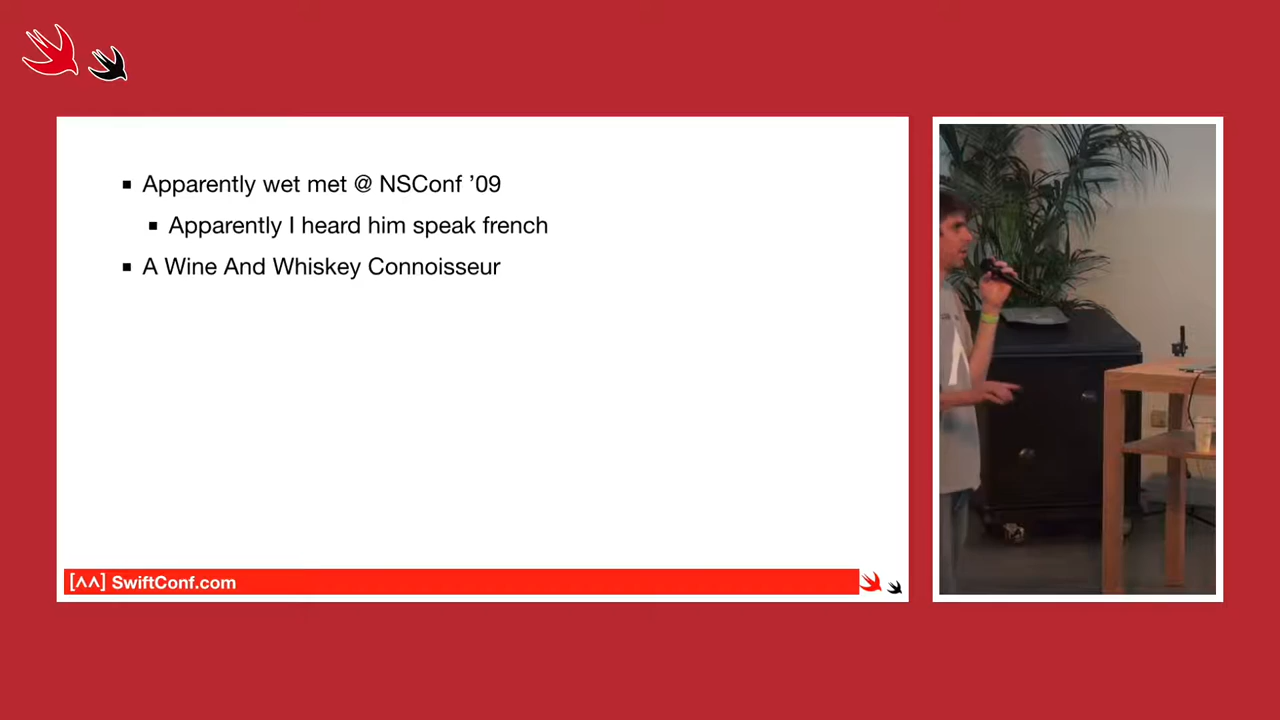 Apparently wet met @ NSConf ’09
Apparently I heard him speak french
A Wine And Whiskey Connoisseur
[^^] SwiftConf.com